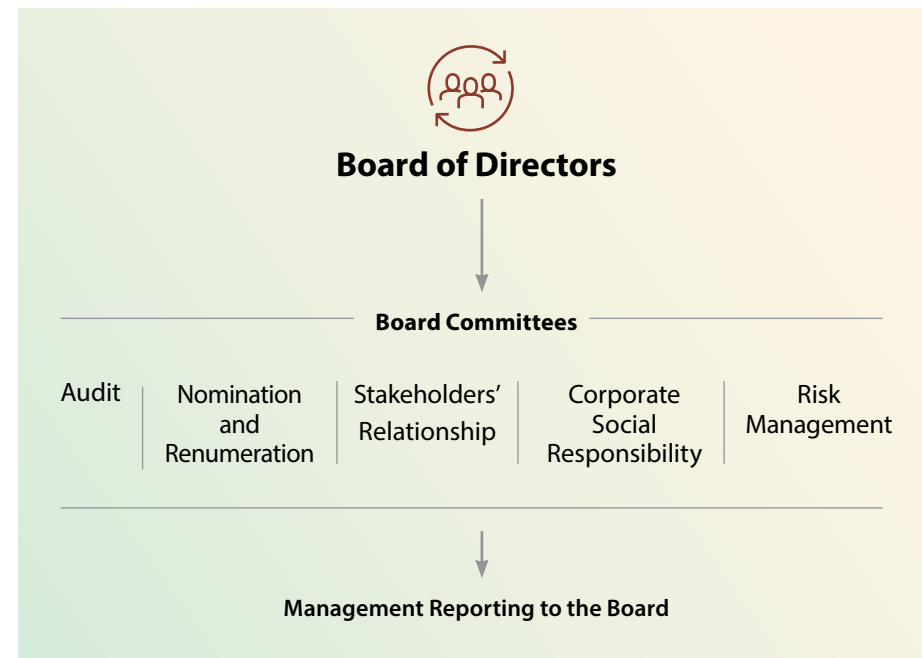 Board of Directors
Board Committees
Audit
Nomination
and
Renumeration
Stakeholders’
Relationship
Corporate
Social
Responsibility
Risk
Management
Management Reporting to the Board